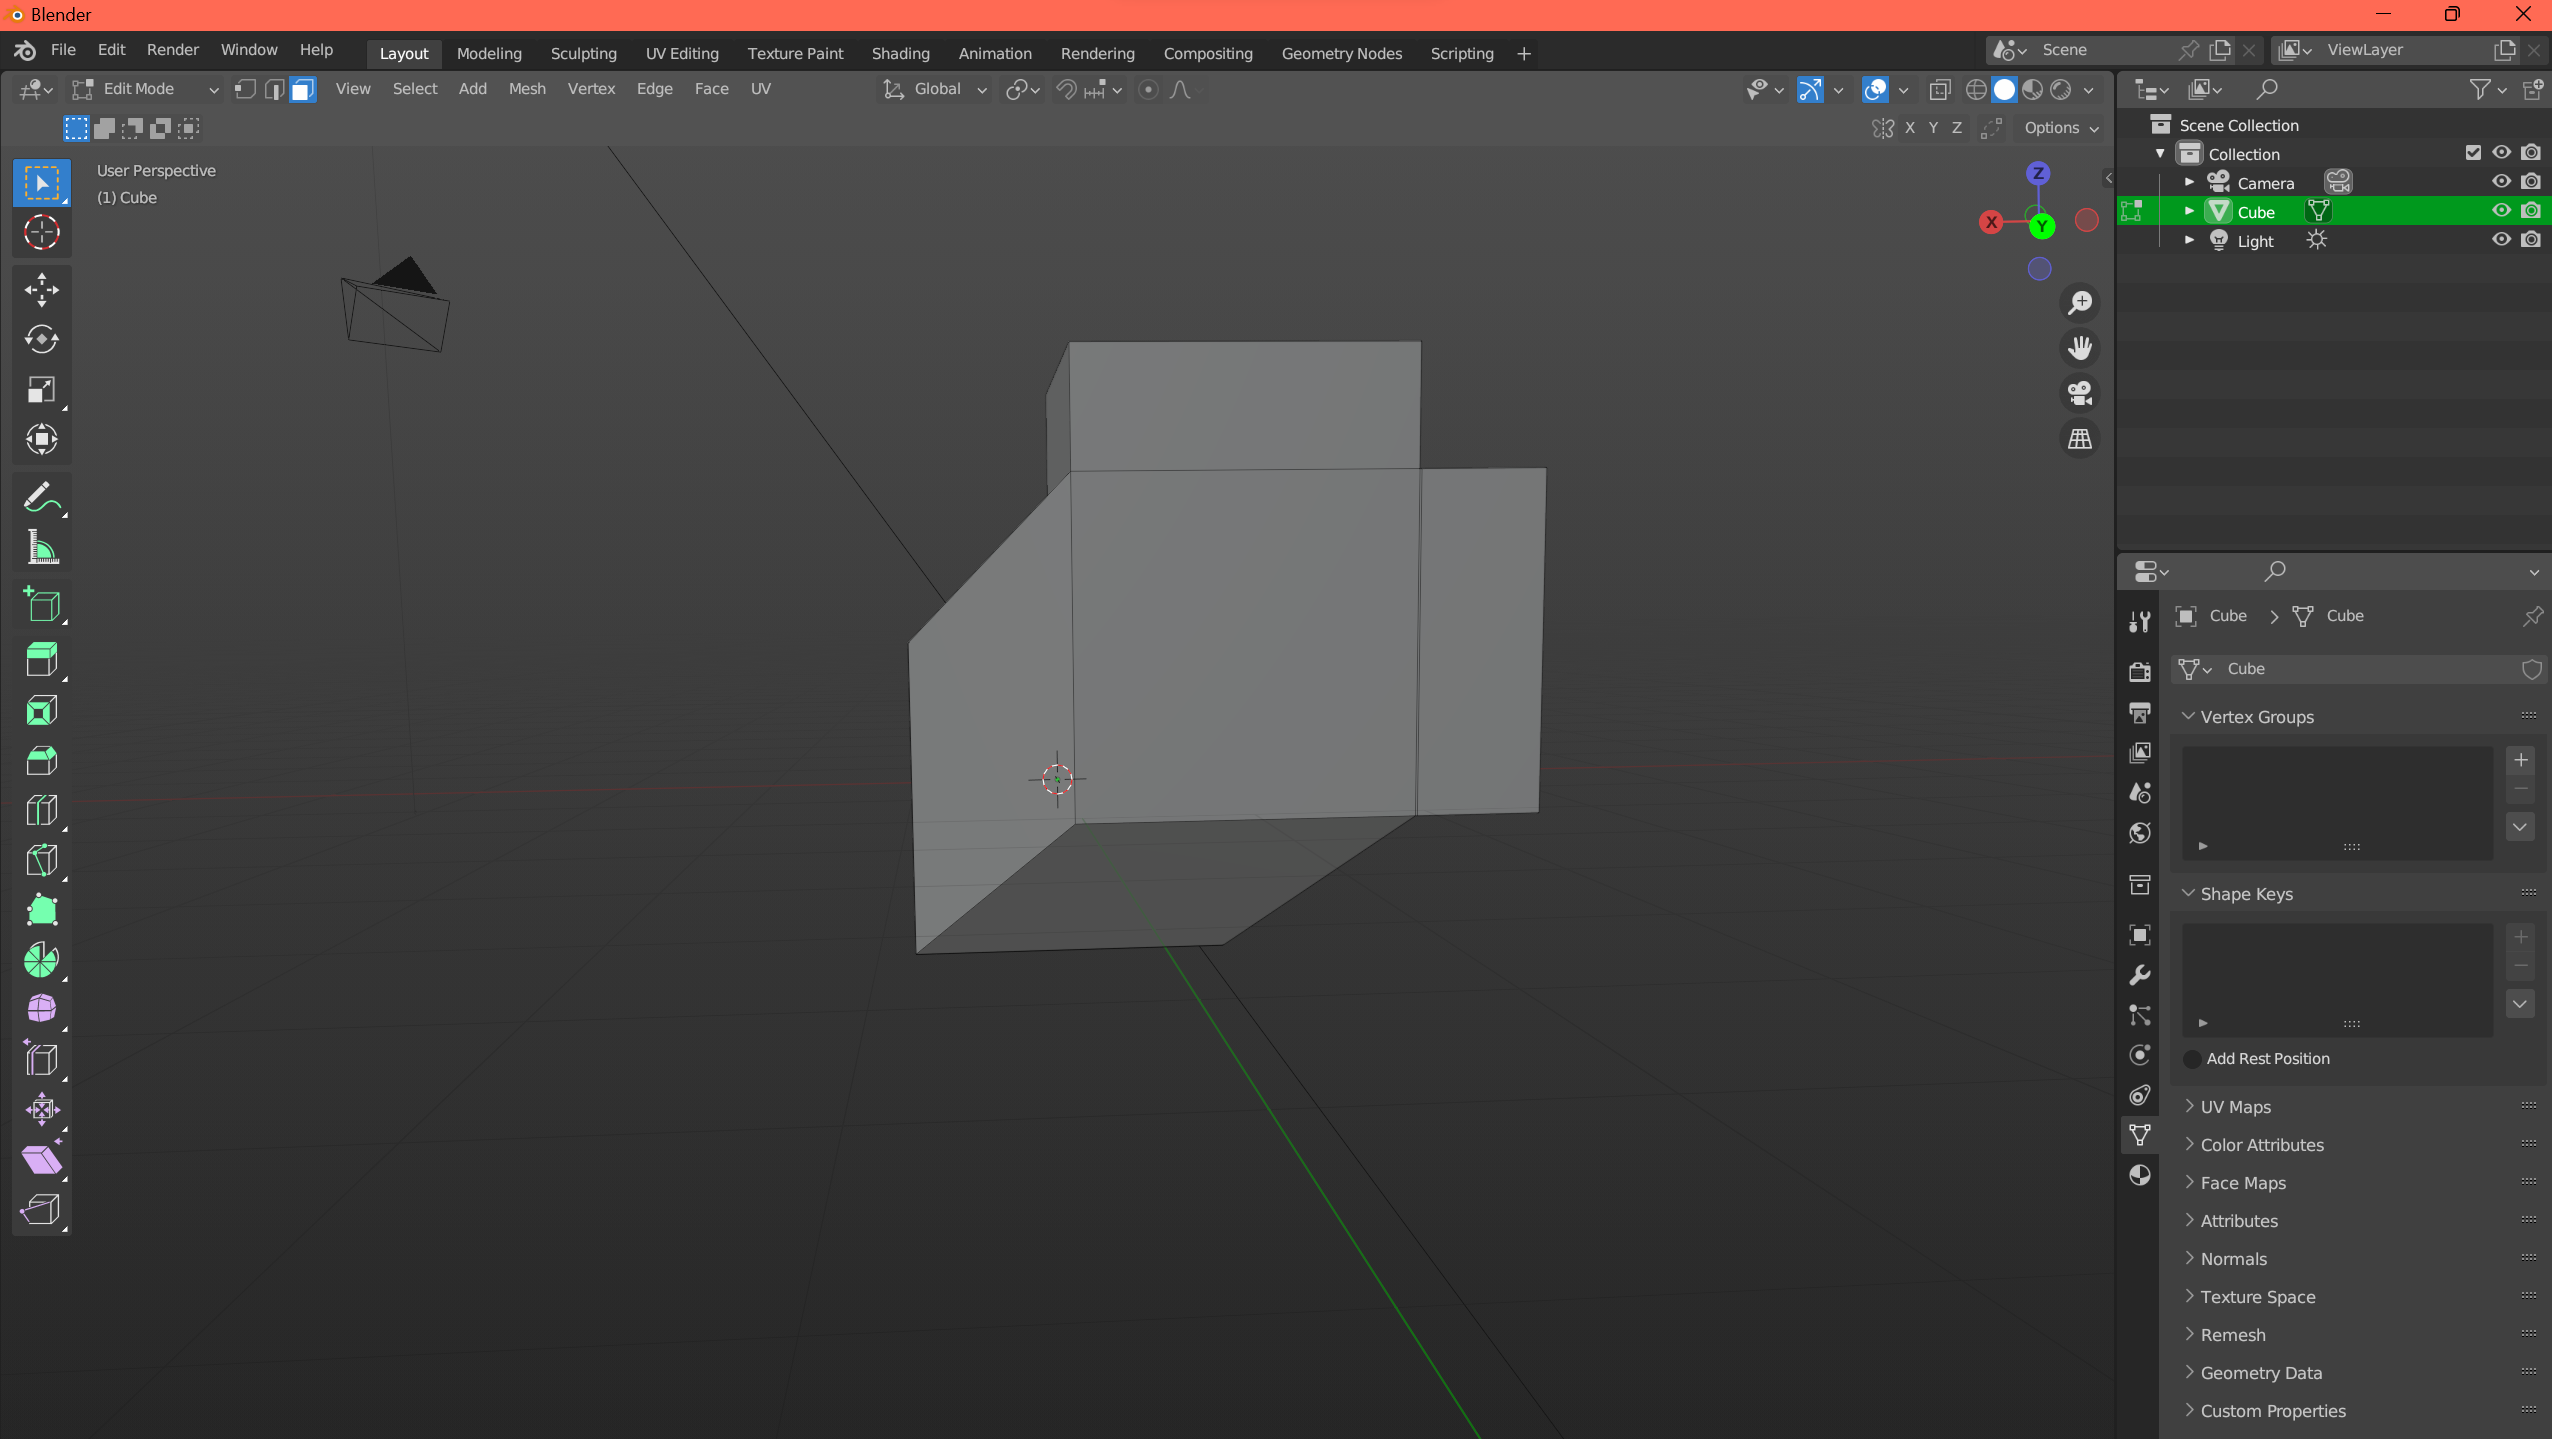 Blender
File Edit Render Window Help Layout Modeling Sculpting UV Editing Texture Paint Shading Animation Rendering Compositing Geometry Nodes Scripting + Scene ViewLayer
Edit Mode View Select Add Mesh Vertex Edge Face UV Global
X Y Z Options
User Perspective
(1) Cube
Z
X Y
Scene Collection
Collection
Camera
Cube
Light
Cube > Cube
Cube
Vertex Groups
Shape Keys
Add Rest Position
UV Maps
Color Attributes
Face Maps
Attributes
Normals
Texture Space
Remesh
Geometry Data
Custom Properties